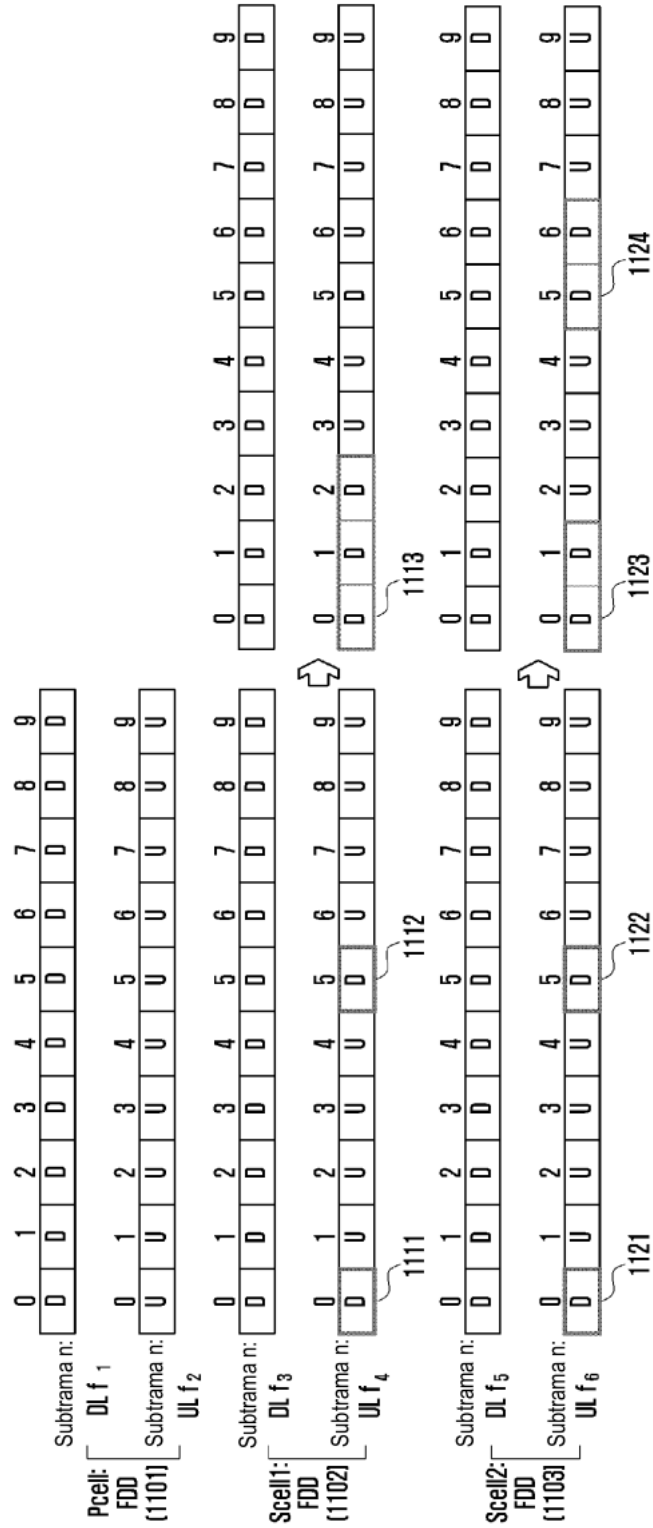 Pcell:
FDD
(1101)
Subtrama n: 0 1 2 3 4 5 6 7 8 9
DL f1 D D D D D D D D D D
Subtrama n: 0 1 2 3 4 5 6 7 8 9
UL f2 U U U U U U U U U U
Scell1:
FDD
(1102)
Subtrama n: 0 1 2 3 4 5 6 7 8 9 0 1 2 3 4 5 6 7 8 9
DL f3 D D D D D D D D D D D D D D D D D D D D
Subtrama n: 0 1 2 3 4 5 6 7 8 9 0 1 2 3 4 5 6 7 8 9
UL f4 D U U U U D U U U U D D D U U D U U U U
1111 1112 1113
Scell2:
FDD
(1103)
Subtrama n: 0 1 2 3 4 5 6 7 8 9 0 1 2 3 4 5 6 7 8 9
DL f5 D D D D D D D D D D D D D D D D D D D D
Subtrama n: 0 1 2 3 4 5 6 7 8 9 0 1 2 3 4 5 6 7 8 9
UL f6 D U U U U D U U U U D D U U U D D U U U
1121 1122 1123 1124